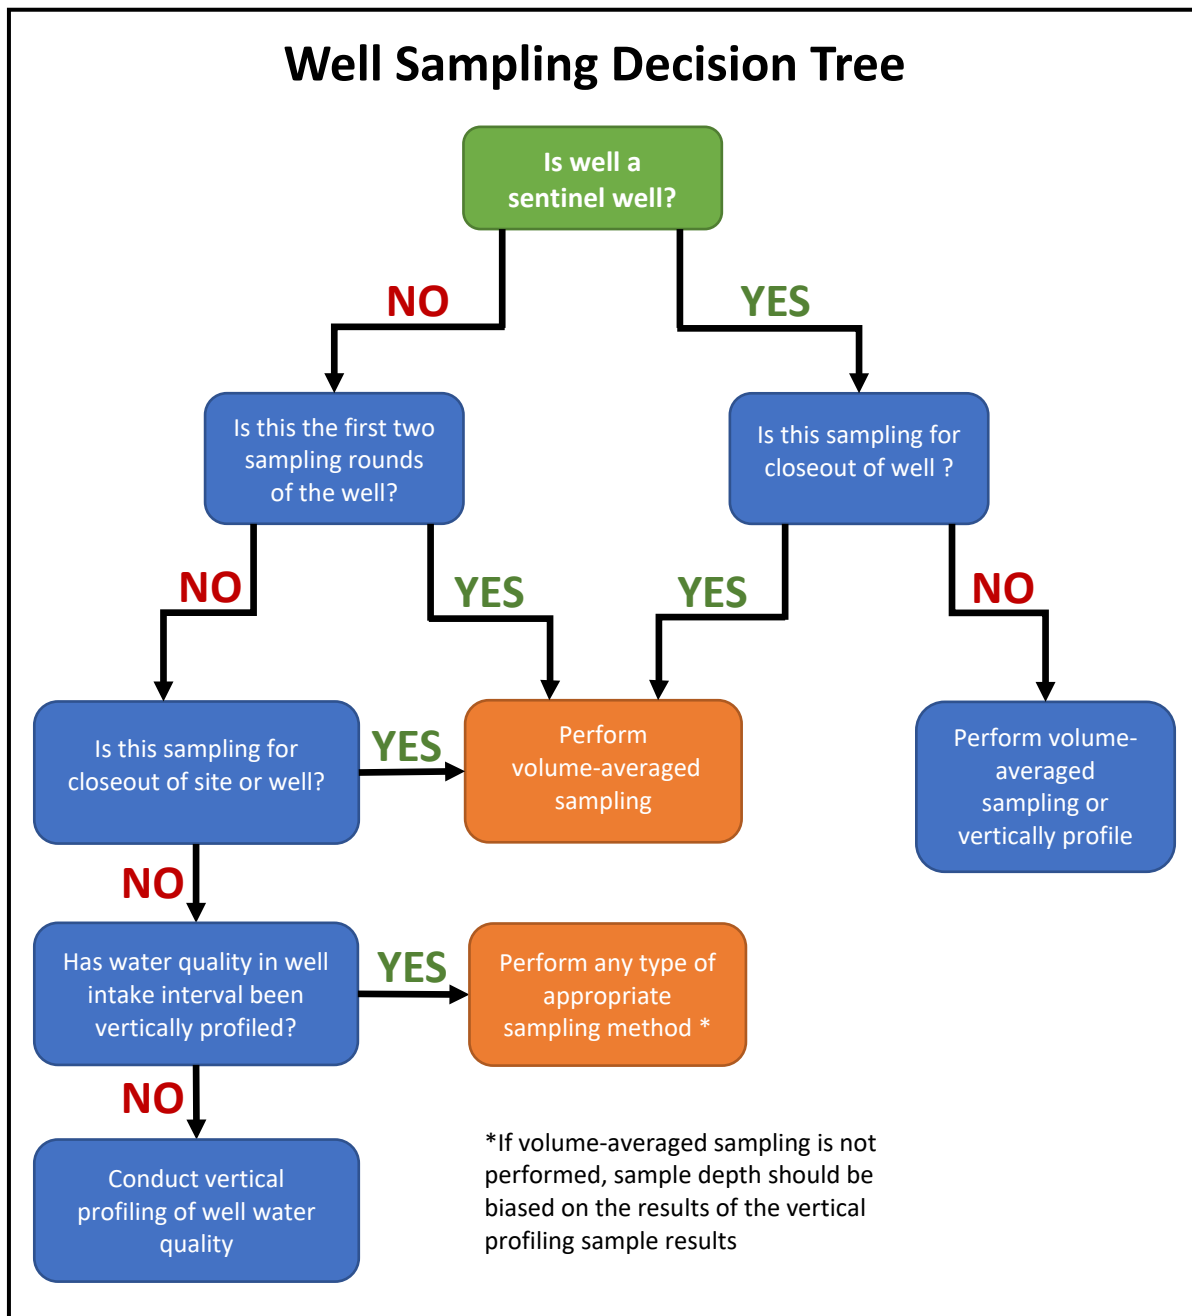 Well Sampling Decision Tree
Is well a
sentinel well?
NO
YES
Is this the first two
sampling rounds
of the well?
Is this sampling for
closeout of well ?
NO
YES
YES
NO
Is this sampling for
closeout of site or well?
YES
Perform
volume-averaged
sampling
Perform volume-
averaged
sampling or
vertically profile
NO
Has water quality in well
intake interval been
vertically profiled?
YES
Perform any type of
appropriate
sampling method *
NO
Conduct vertical
profiling of well water
quality
*If volume-averaged sampling is not
performed, sample depth should be
biased on the results of the vertical
profiling sample results